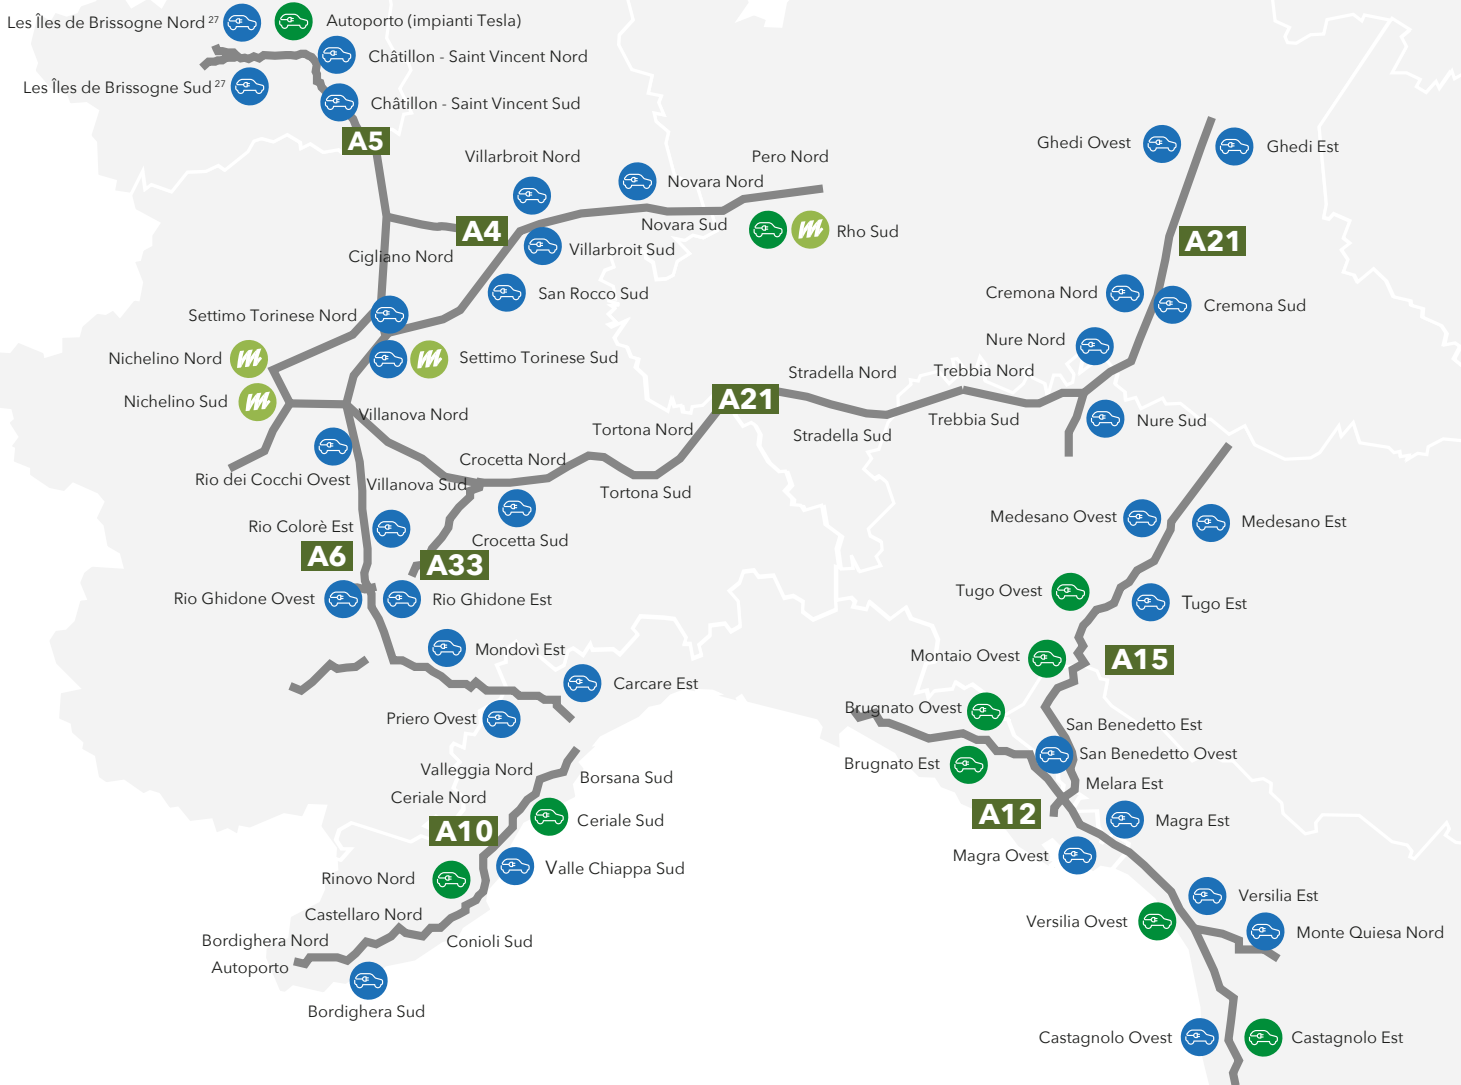 Les Îles de Brissogne Nord 27
Autoporto (impianti Tesla)
Châtillon - Saint Vincent Nord
Les Îles de Brissogne Sud 27
Châtillon - Saint Vincent Sud
A5
Ghedi Ovest
Ghedi Est
Villarbroit Nord
Pero Nord
Novara Nord
Novara Sud
A4
Rho Sud
A21
Villarbroit Sud
Cigliano Nord
San Rocco Sud
Cremona Nord
Cremona Sud
Settimo Torinese Nord
Nure Nord
Nichelino Nord
Settimo Torinese Sud
Stradella Nord
Trebbia Nord
Nichelino Sud
A21
Villanova Nord
Trebbia Sud
Nure Sud
Tortona Nord
Stradella Sud
Crocetta Nord
Rio dei Cocchi Ovest
Villanova Sud
Tortona Sud
Medesano Ovest
Medesano Est
Rio Colorè Est
Crocetta Sud
A6
A33
Tugo Ovest
Rio Ghidone Ovest
Rio Ghidone Est
Tugo Est
Mondovì Est
Montaio Ovest
A15
Carcare Est
Brugnato Ovest
Priero Ovest
San Benedetto Est
San Benedetto Ovest
Brugnato Est
Valleggia Nord
Borsana Sud
Melara Est
Ceriale Nord
A12
Ceriale Sud
Magra Est
A10
Magra Ovest
Valle Chiappa Sud
Rinovo Nord
Versilia Est
Castellaro Nord
Versilia Ovest
Monte Quiesa Nord
Bordighera Nord
Conioli Sud
Autoporto
Bordighera Sud
Castagnolo Ovest
Castagnolo Est